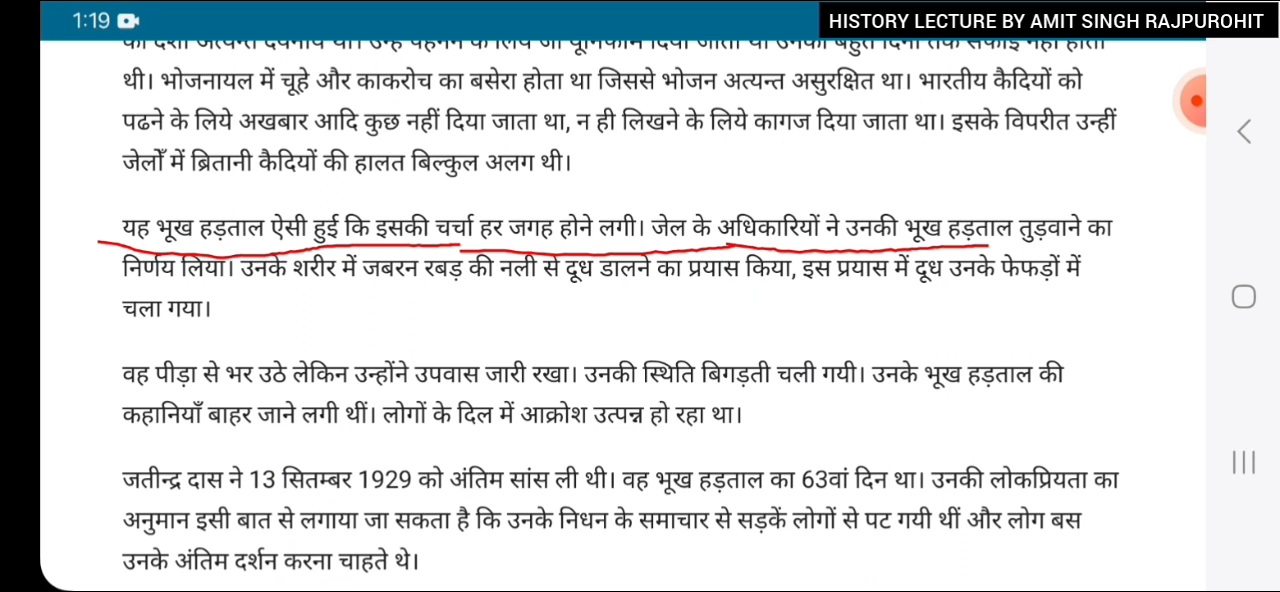 1:19
HISTORY LECTURE BY AMIT SINGH RAJPUROHIT
थी। भोजनायल में चूहे और काकरोच का बसेरा होता था जिससे भोजन अत्यन्त असुरक्षित था। भारतीय कैदियों को
पढने के लिये अखबार आदि कुछ नहीं दिया जाता था, न ही लिखने के लिये कागज दिया जाता था। इसके विपरीत उन्हीं
जेलोँ में ब्रितानी कैदियों की हालत बिल्कुल अलग थी।
यह भूख हड़ताल ऐसी हुई कि इसकी चर्चा हर जगह होने लगी। जेल के अधिकारियों ने उनकी भूख हड़ताल तुड़वाने का
निर्णय लिया। उनके शरीर में जबरन रबड़ की नली से दूध डालने का प्रयास किया, इस प्रयास में दूध उनके फेफड़ों में
चला गया।
वह पीड़ा से भर उठे लेकिन उन्होंने उपवास जारी रखा। उनकी स्थिति बिगड़ती चली गयी। उनके भूख हड़ताल की
कहानियाँ बाहर जाने लगी थीं। लोगों के दिल में आक्रोश उत्पन्न हो रहा था।
जतीन्द्र दास ने 13 सितम्बर 1929 को अंतिम सांस ली थी। वह भूख हड़ताल का 63वां दिन था। उनकी लोकप्रियता का
अनुमान इसी बात से लगाया जा सकता है कि उनके निधन के समाचार से सड़कें लोगों से पट गयी थीं और लोग बस
उनके अंतिम दर्शन करना चाहते थे।